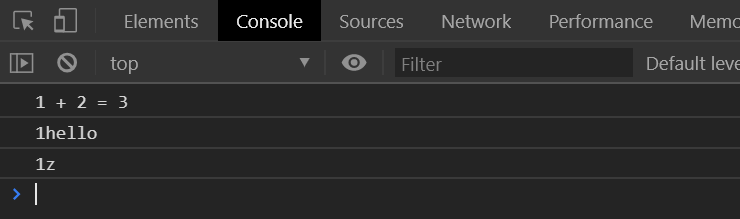 Elements Console Sources Network Performance Memo
top Filter Default leve
1 + 2 = 3
1hello
1z